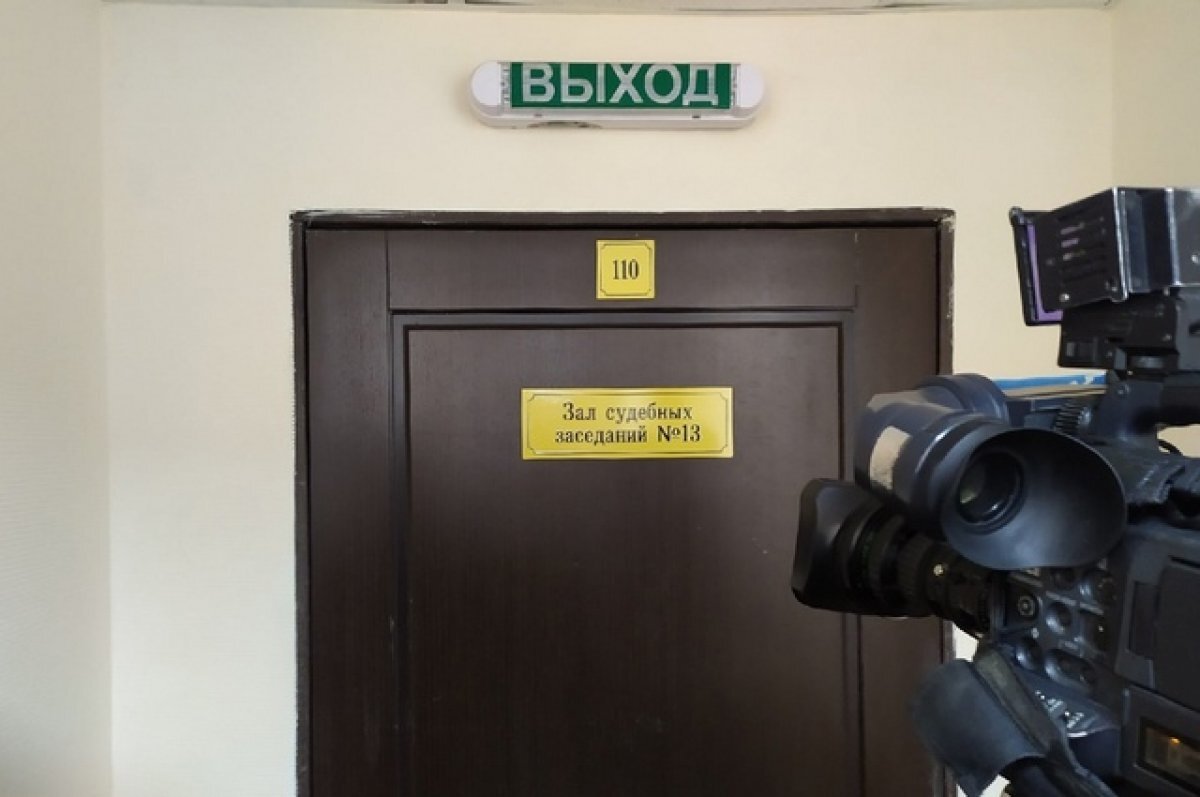 ВЫХОД
110
Зал судебных
заседаний №13